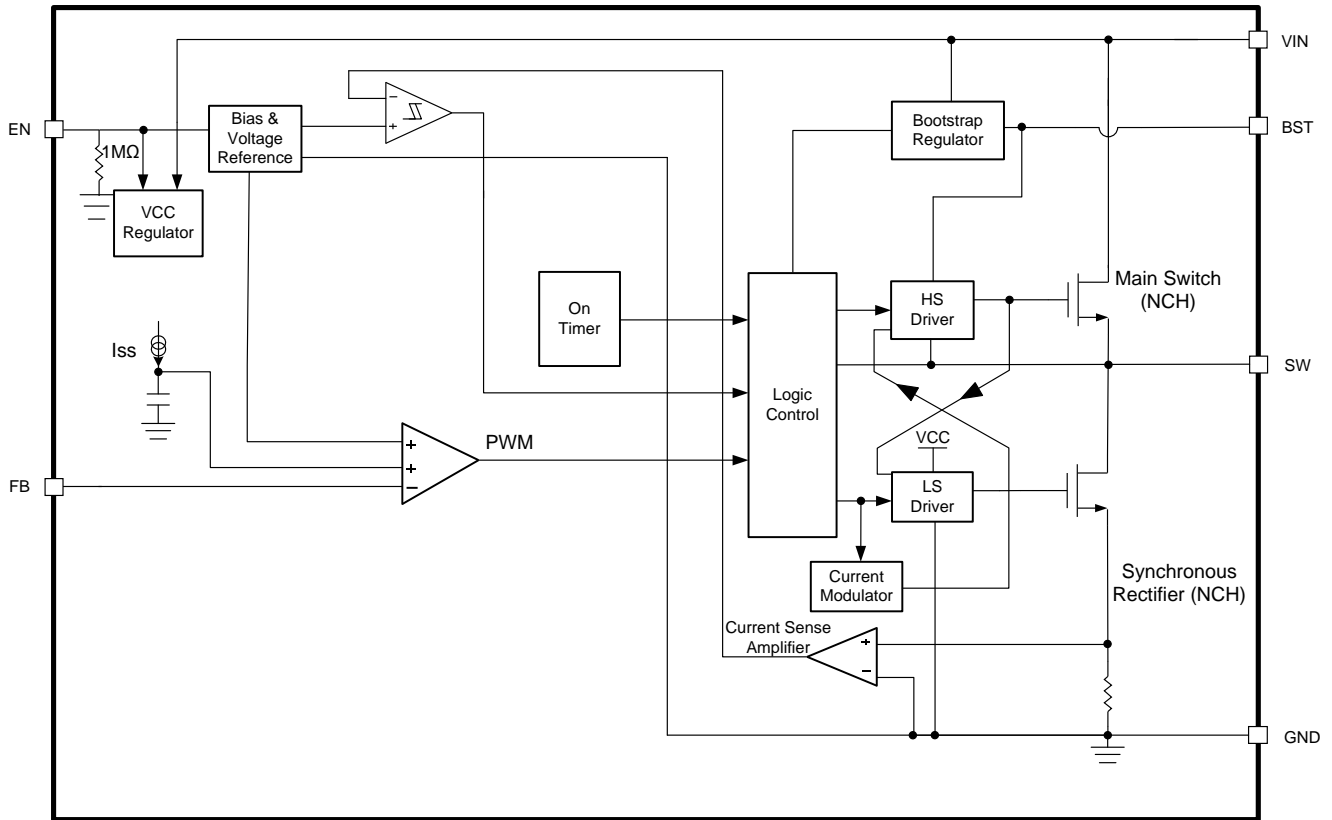 VIN
EN
1MΩ
Bias &
Voltage
Reference
−
+
Bootstrap
Regulator
BST
VCC
Regulator
On
Timer
HS
Driver
Main Switch
(NCH)
Iss
SW
Logic
Control
VCC
PWM
+
+
−
FB
LS
Driver
Current
Modulator
Synchronous
Rectifier (NCH)
Current Sense
Amplifier
+
−
GND